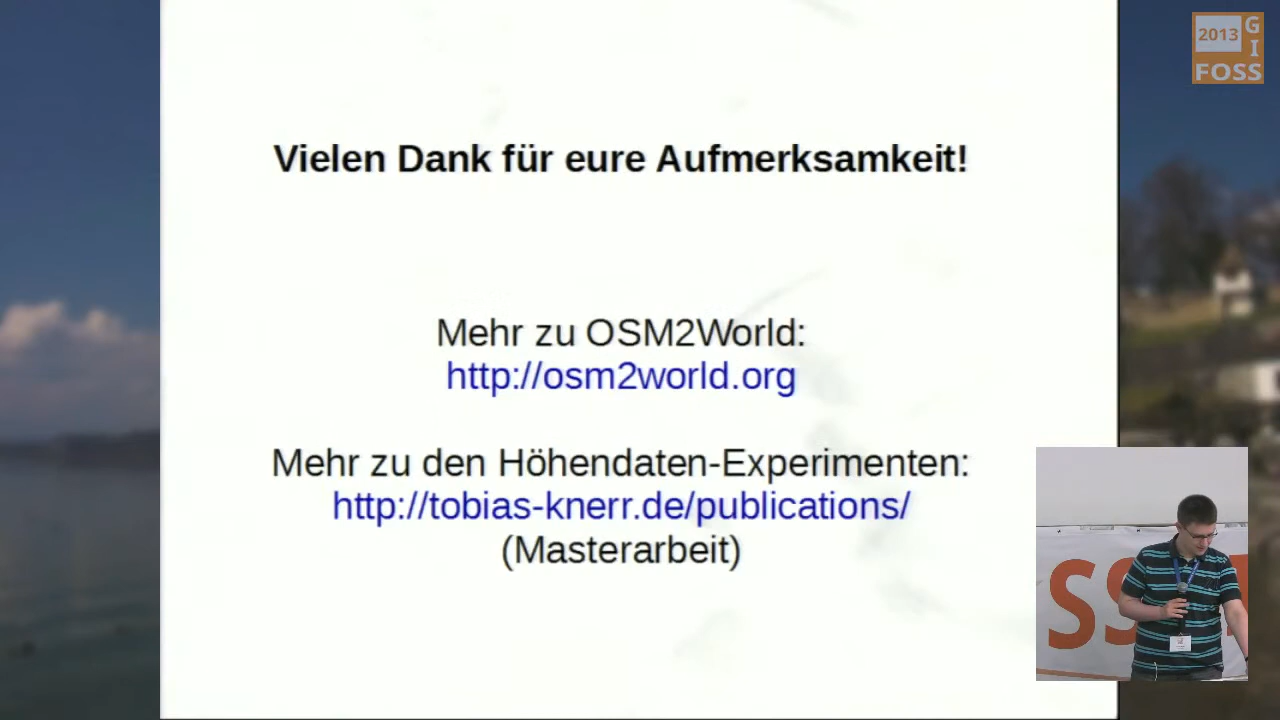 2013
G
I
FOSS
Vielen Dank für eure Aufmerksamkeit!
Mehr zu OSM2World:
http://osm2world.org
Mehr zu den Höhendaten-Experimenten:
http://tobias-knerr.de/publications/
(Masterarbeit)
SS